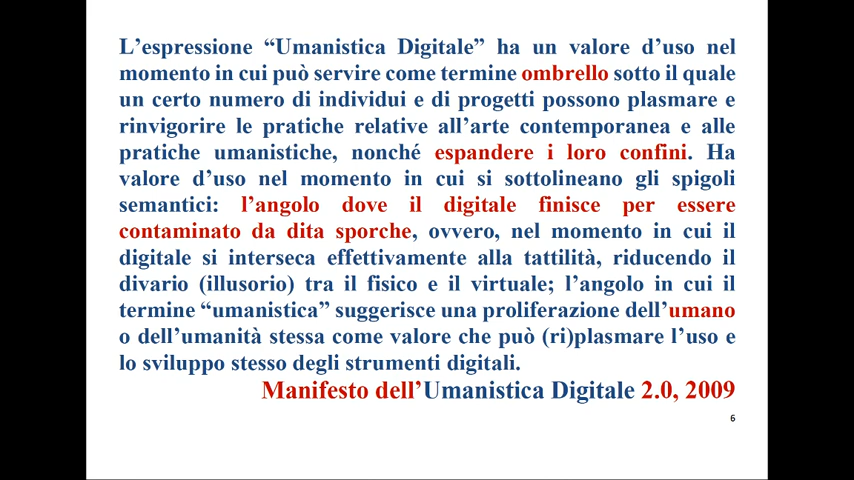 L’espressione “Umanistica Digitale” ha un valore d’uso nel
momento in cui può servire come termine ombrello sotto il quale
un certo numero di individui e di progetti possono plasmare e
rinvigorire le pratiche relative all’arte contemporanea e alle
pratiche umanistiche, nonché espandere i loro confini. Ha
valore d’uso nel momento in cui si sottolineano gli spigoli
semantici: l’angolo dove il digitale finisce per essere
contaminato da dita sporche, ovvero, nel momento in cui il
digitale si interseca effettivamente alla tattilità, riducendo il
divario (illusorio) tra il fisico e il virtuale; l’angolo in cui il
termine “umanistica” suggerisce una proliferazione dell’umano
o dell’umanità stessa come valore che può (ri)plasmare l’uso e
lo sviluppo stesso degli strumenti digitali.
Manifesto dell’Umanistica Digitale 2.0, 2009
6